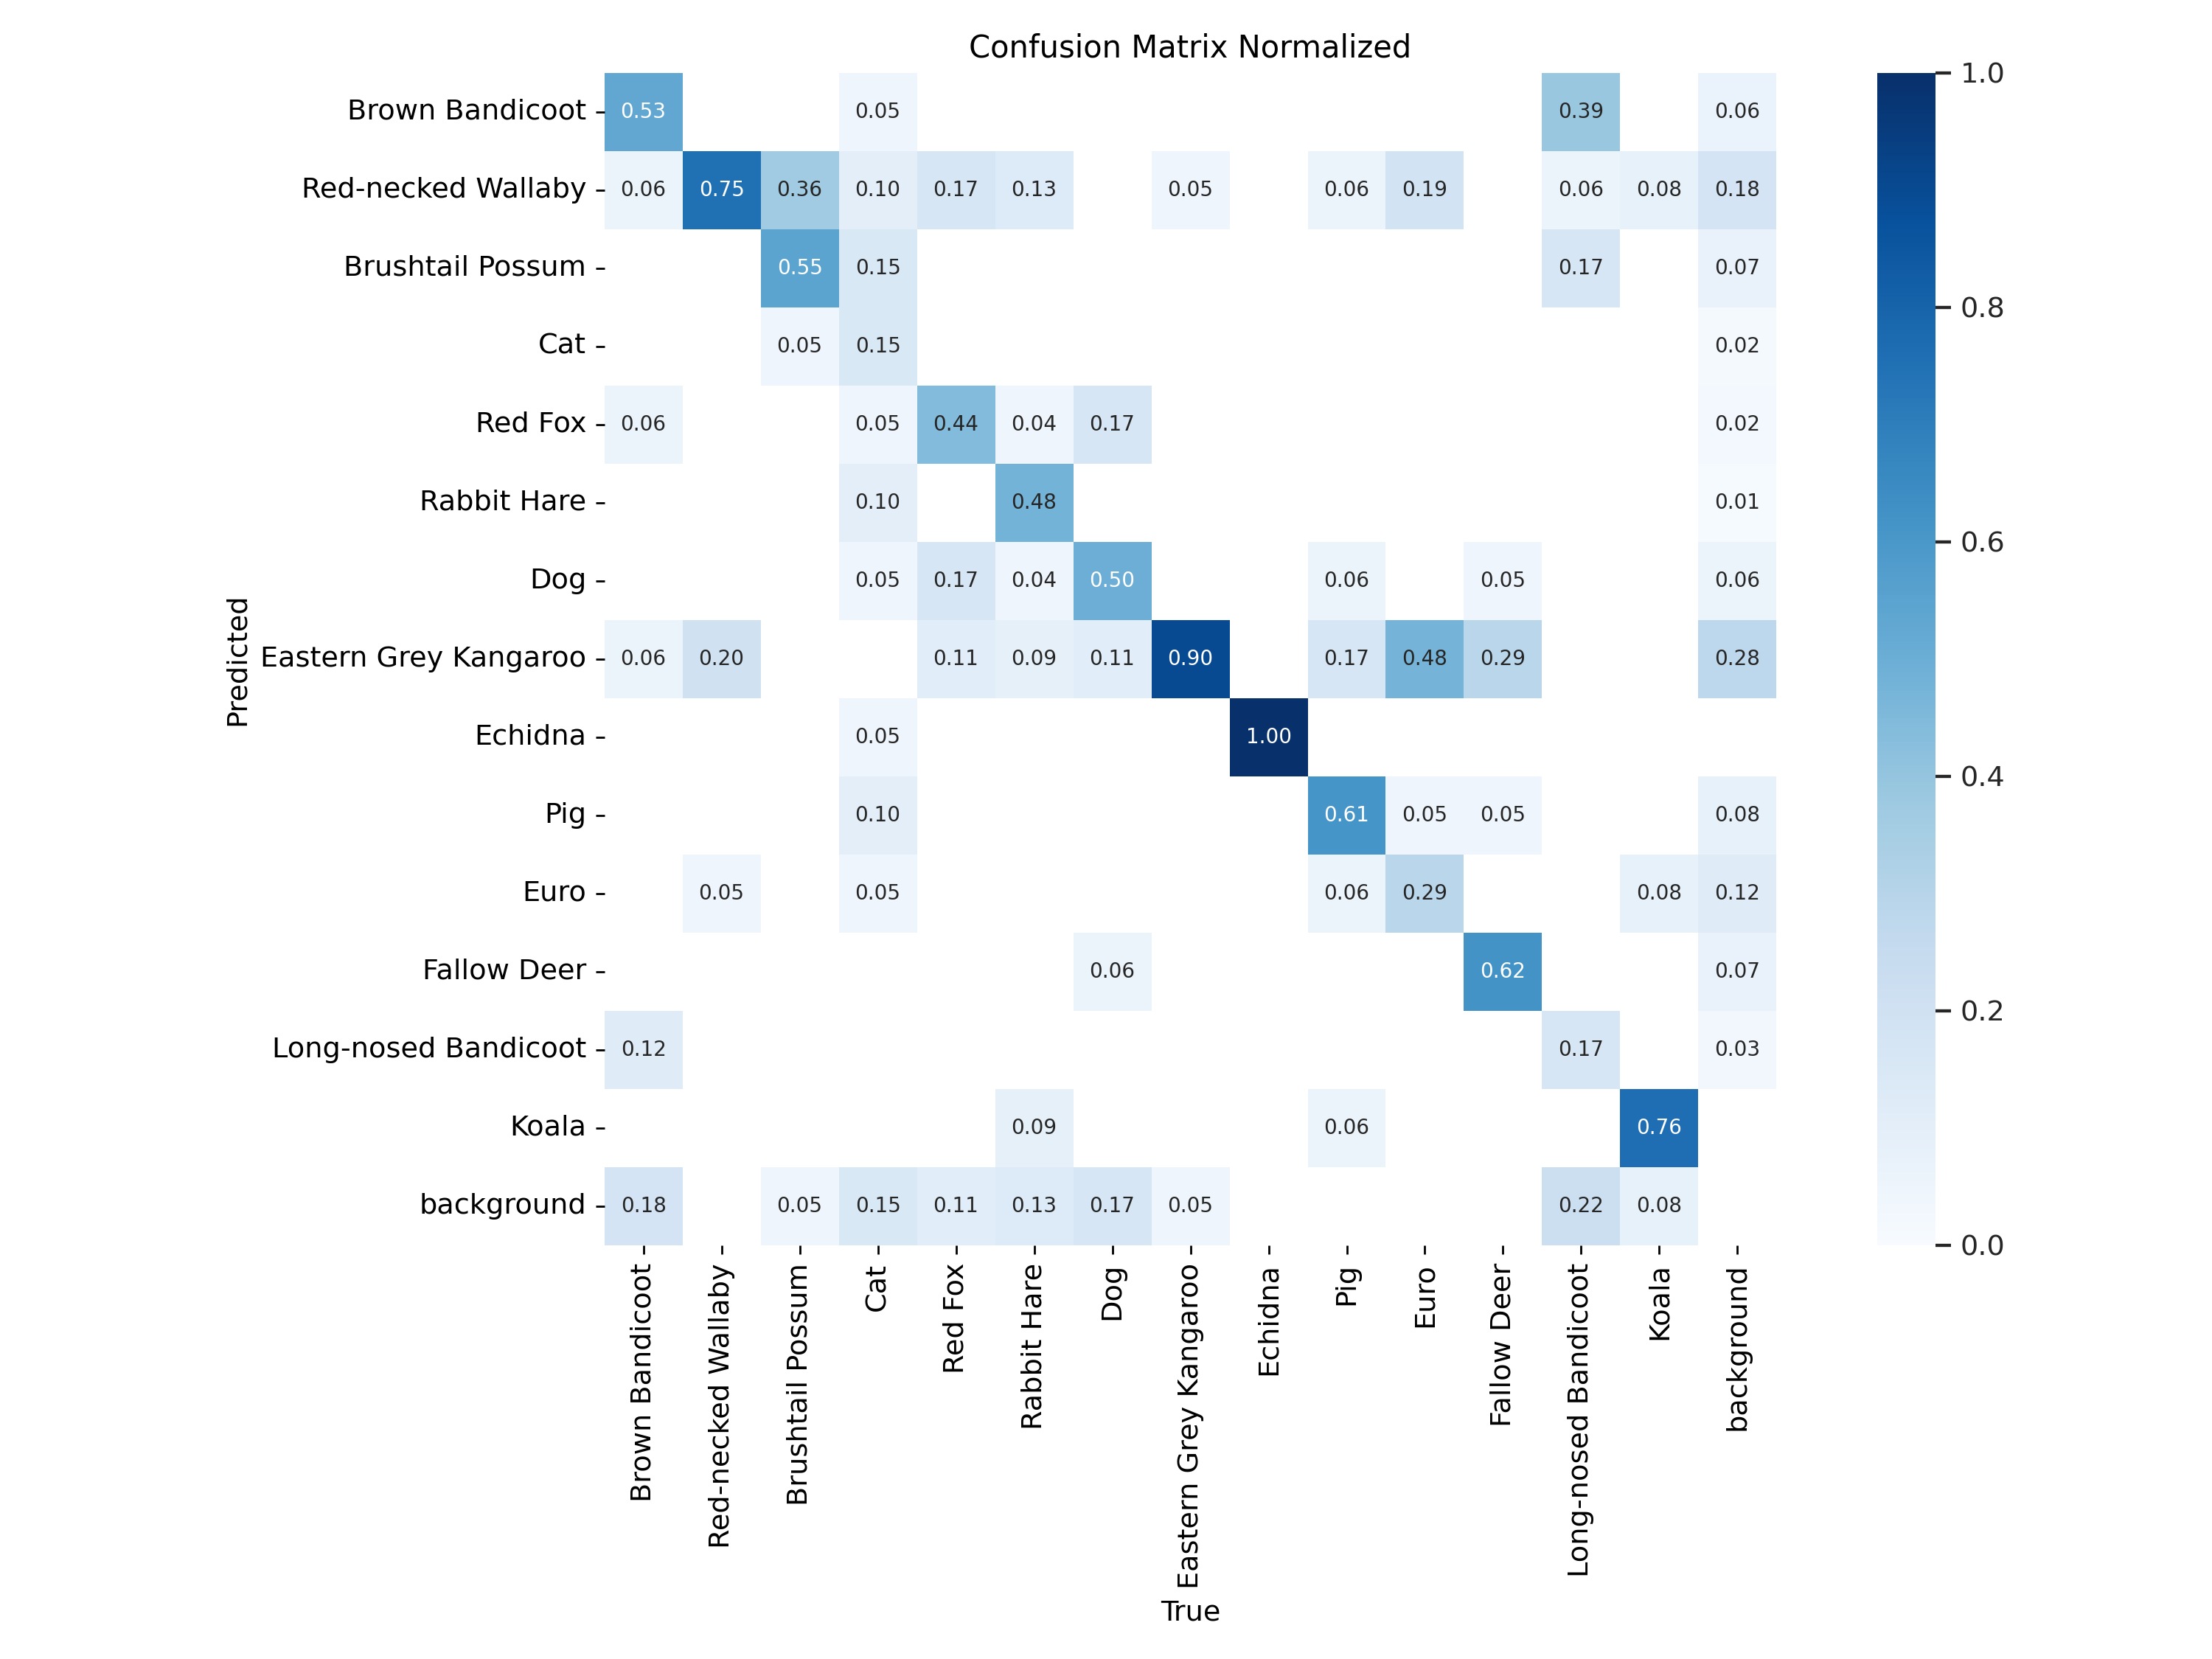 Confusion Matrix Normalized
Brown Bandicoot 0.53 0.05 0.39 0.06
Red-necked Wallaby 0.06 0.75 0.36 0.10 0.17 0.13 0.05 0.06 0.19 0.06 0.08 0.18
Brushtail Possum 0.55 0.15 0.17 0.07
Cat 0.05 0.15 0.02
Red Fox 0.06 0.05 0.44 0.04 0.17 0.02
Rabbit Hare 0.10 0.48 0.01
Dog 0.05 0.17 0.04 0.50 0.06 0.05 0.06
Eastern Grey Kangaroo 0.06 0.20 0.11 0.09 0.11 0.90 0.17 0.48 0.29 0.28
Echidna 0.05 1.00
Pig 0.10 0.61 0.05 0.05 0.08
Euro 0.05 0.05 0.06 0.29 0.08 0.12
Fallow Deer 0.06 0.62 0.07
Long-nosed Bandicoot 0.12 0.17 0.03
Koala 0.09 0.06 0.76
background 0.18 0.05 0.15 0.11 0.13 0.17 0.05 0.22 0.08
Predicted
Brown Bandicoot
Red-necked Wallaby
Brushtail Possum
Cat
Red Fox
Rabbit Hare
Dog
Eastern Grey Kangaroo
Echidna
Pig
Euro
Fallow Deer
Long-nosed Bandicoot
Koala
background
True
1.0
0.8
0.6
0.4
0.2
0.0